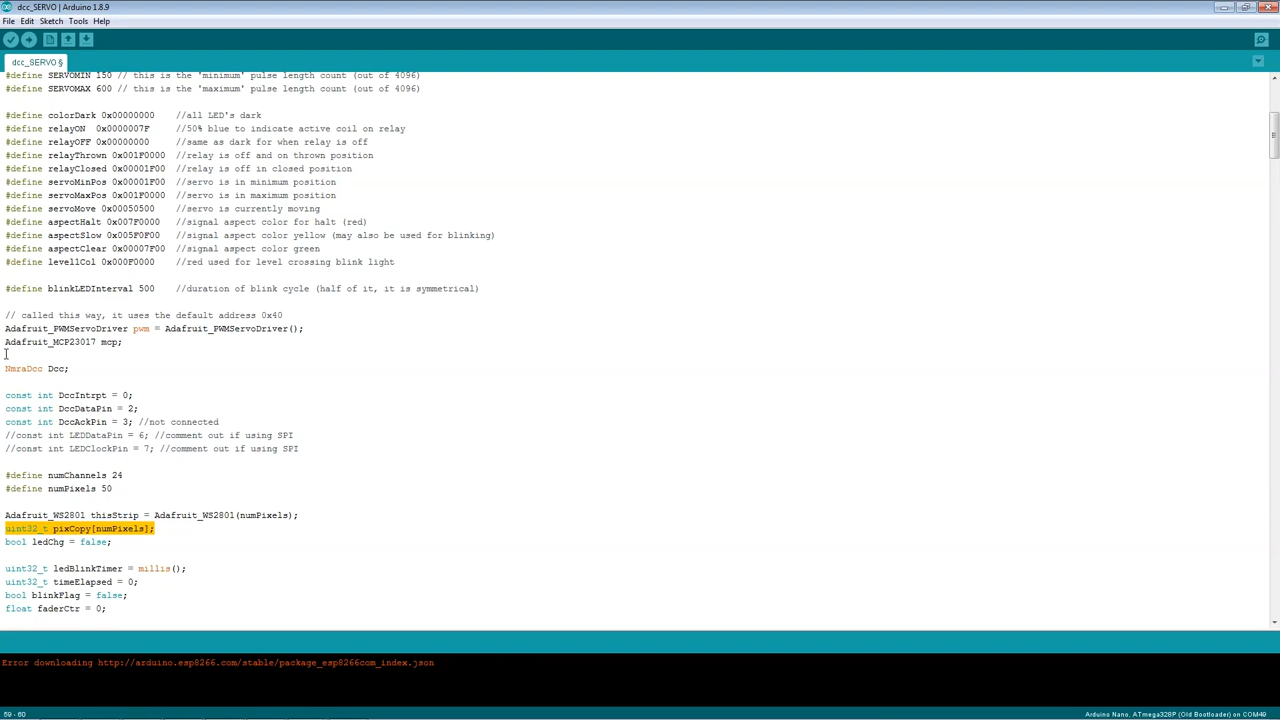 dcc_SERVO | Arduino 1.8.9
File Edit Sketch Tools Help
dcc_SERVO §
#define SERVOMIN 150 // this is the 'minimum' pulse length count (out of 4096)
#define SERVOMAX 600 // this is the 'maximum' pulse length count (out of 4096)
#define colorDark 0x00000000 //all LED's dark
#define relayON 0x0000007F //50% blue to indicate active coil on relay
#define relayOFF 0x00000000 //same as dark for when relay is off
#define relayThrown 0x001F0000 //relay is off and on thrown position
#define relayClosed 0x00001F00 //relay is off in closed position
#define servoMinPos 0x00001F00 //servo is in minimum position
#define servoMaxPos 0x001F0000 //servo is in maximum position
#define servoMove 0x00050500 //servo is currently moving
#define aspectHalt 0x007F0000 //signal aspect color for halt (red)
#define aspectSlow 0x005F0F00 //signal aspect color yellow (may also be used for blinking)
#define aspectClear 0x00007F00 //signal aspect color green
#define level1Col 0x000F0000 //red used for level crossing blink light
#define blinkLEDInterval 500 //duration of blink cycle (half of it, it is symmetrical)
// called this way, it uses the default address 0x40
Adafruit_PWMServoDriver pwm = Adafruit_PWMServoDriver();
Adafruit_MCP23017 mcp;
NmraDcc Dcc;
const int DccIntrpt = 0;
const int DccDataPin = 2;
const int DccAckPin = 3; //not connected
//const int LEDDataPin = 6; //comment out if using SPI
//const int LEDClockPin = 7; //comment out if using SPI
#define numChannels 24
#define numPixels 50
Adafruit_WS2801 thisStrip = Adafruit_WS2801(numPixels);
uint32_t pixCopy[numPixels];
bool ledChg = false;
uint32_t ledBlinkTimer = millis();
uint32_t timeElapsed = 0;
bool blinkFlag = false;
float faderCtr = 0;
Error downloading http://arduino.esp8266.com/stable/package_esp8266com_index.json
59 - 60 Arduino Nano, ATmega328P (Old Bootloader) on COM49